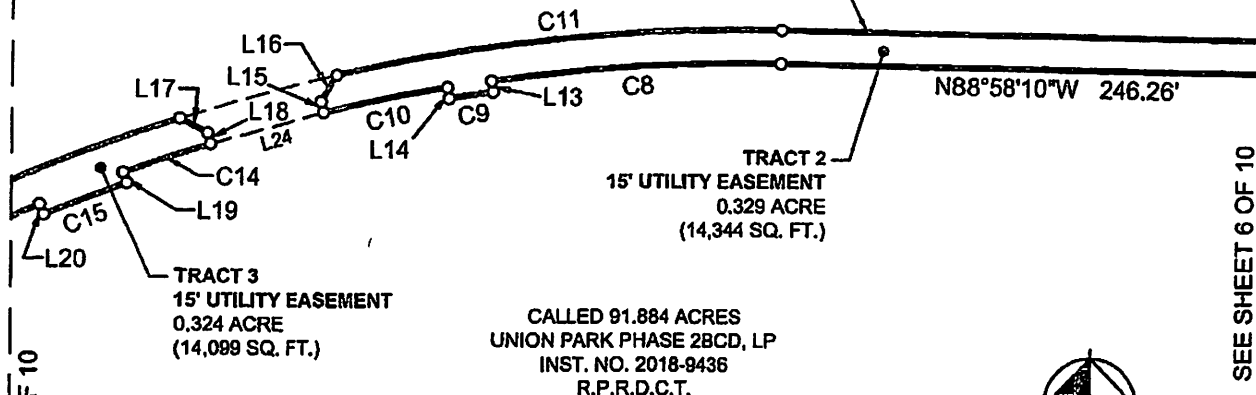 C11
L16
L15
L17
L18
L24
C10
L14
C9
L13
C8
N88°58'10"W 246.26'
C14
L19
C15
L20
TRACT 2
15' UTILITY EASEMENT
0.329 ACRE
(14,344 SQ. FT.)
TRACT 3
15' UTILITY EASEMENT
0.324 ACRE
(14,099 SQ. FT.)
CALLED 91.884 ACRES
UNION PARK PHASE 2BCD, LP
INST. NO. 2018-9436
R.P.R.D.C.T.
SEE SHEET 6 OF 10
F 10